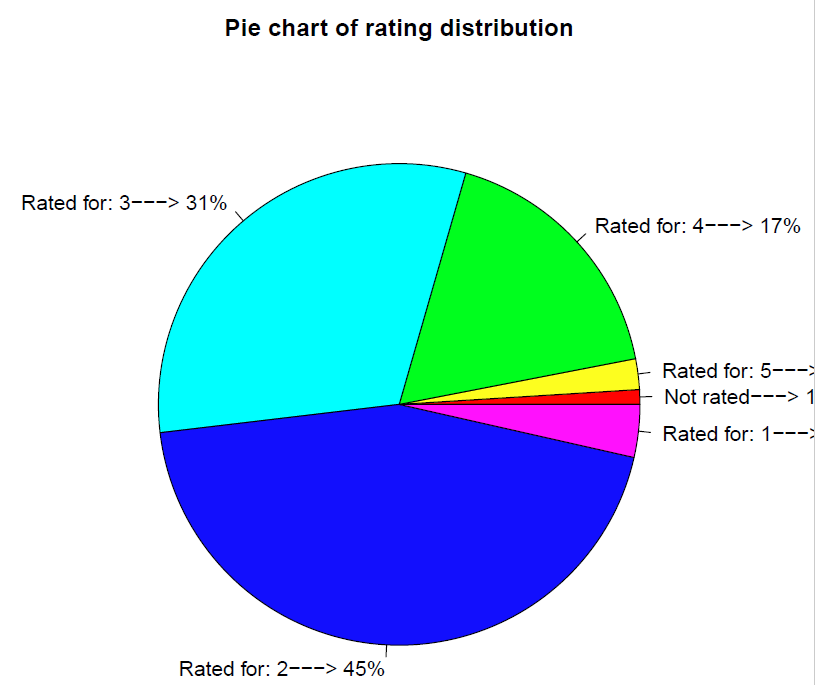 Pie chart of rating distribution
Rated for: 3−−−> 31%
Rated for: 4−−−> 17%
Rated for: 5−−−>
Not rated−−−> 1
Rated for: 1−−−>
Rated for: 2−−−> 45%